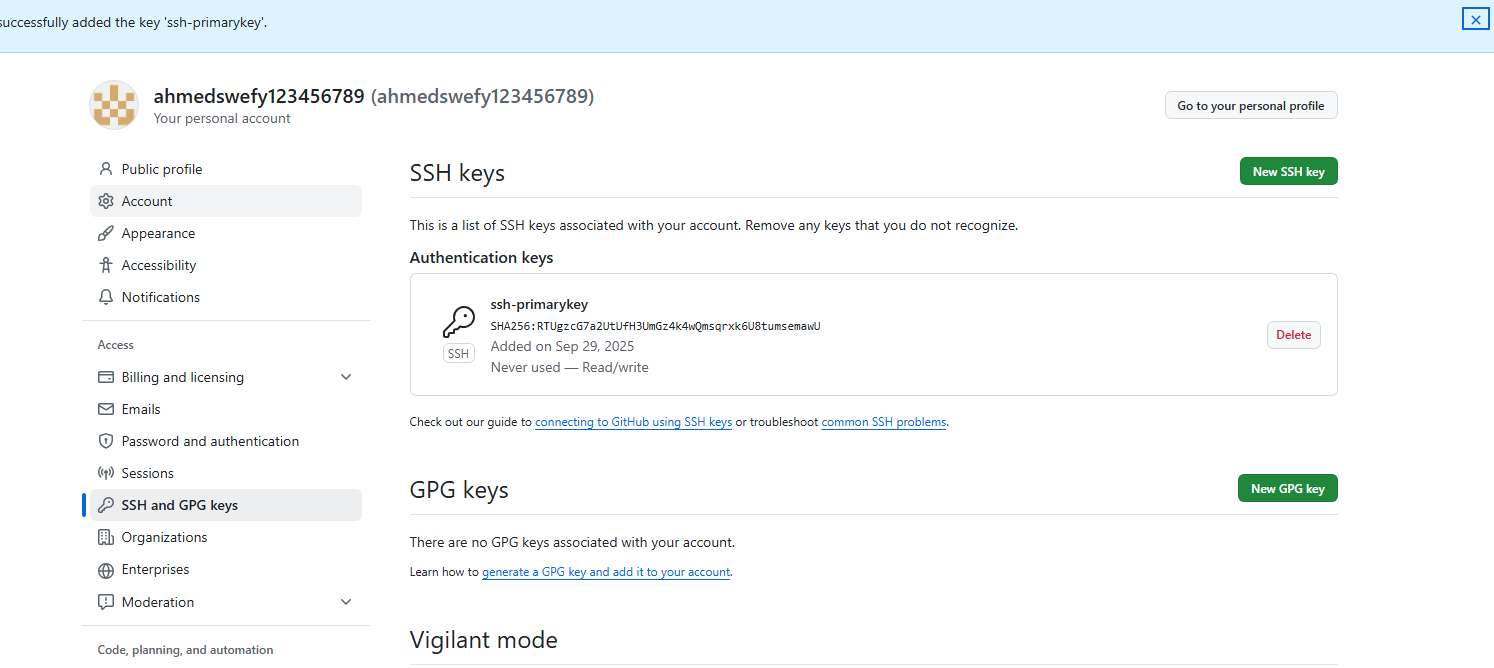 successfully added the key 'ssh-primarykey'.
ahmedswefy123456789 (ahmedswefy123456789)
Your personal account
Go to your personal profile
Public profile
Account
Appearance
Accessibility
Notifications
Access
Billing and licensing
Emails
Password and authentication
Sessions
SSH and GPG keys
Organizations
Enterprises
Moderation
Code, planning, and automation
SSH keys
New SSH key
This is a list of SSH keys associated with your account. Remove any keys that you do not recognize.
Authentication keys
ssh-primarykey
SHA256:RTUgzcG7a2UtUfH3UmGz4k4wQmsqrxk6U8tumsemawU
Added on Sep 29, 2025
Never used — Read/write
SSH
Delete
Check out our guide to connecting to GitHub using SSH keys or troubleshoot common SSH problems.
GPG keys
New GPG key
There are no GPG keys associated with your account.
Learn how to generate a GPG key and add it to your account.
Vigilant mode